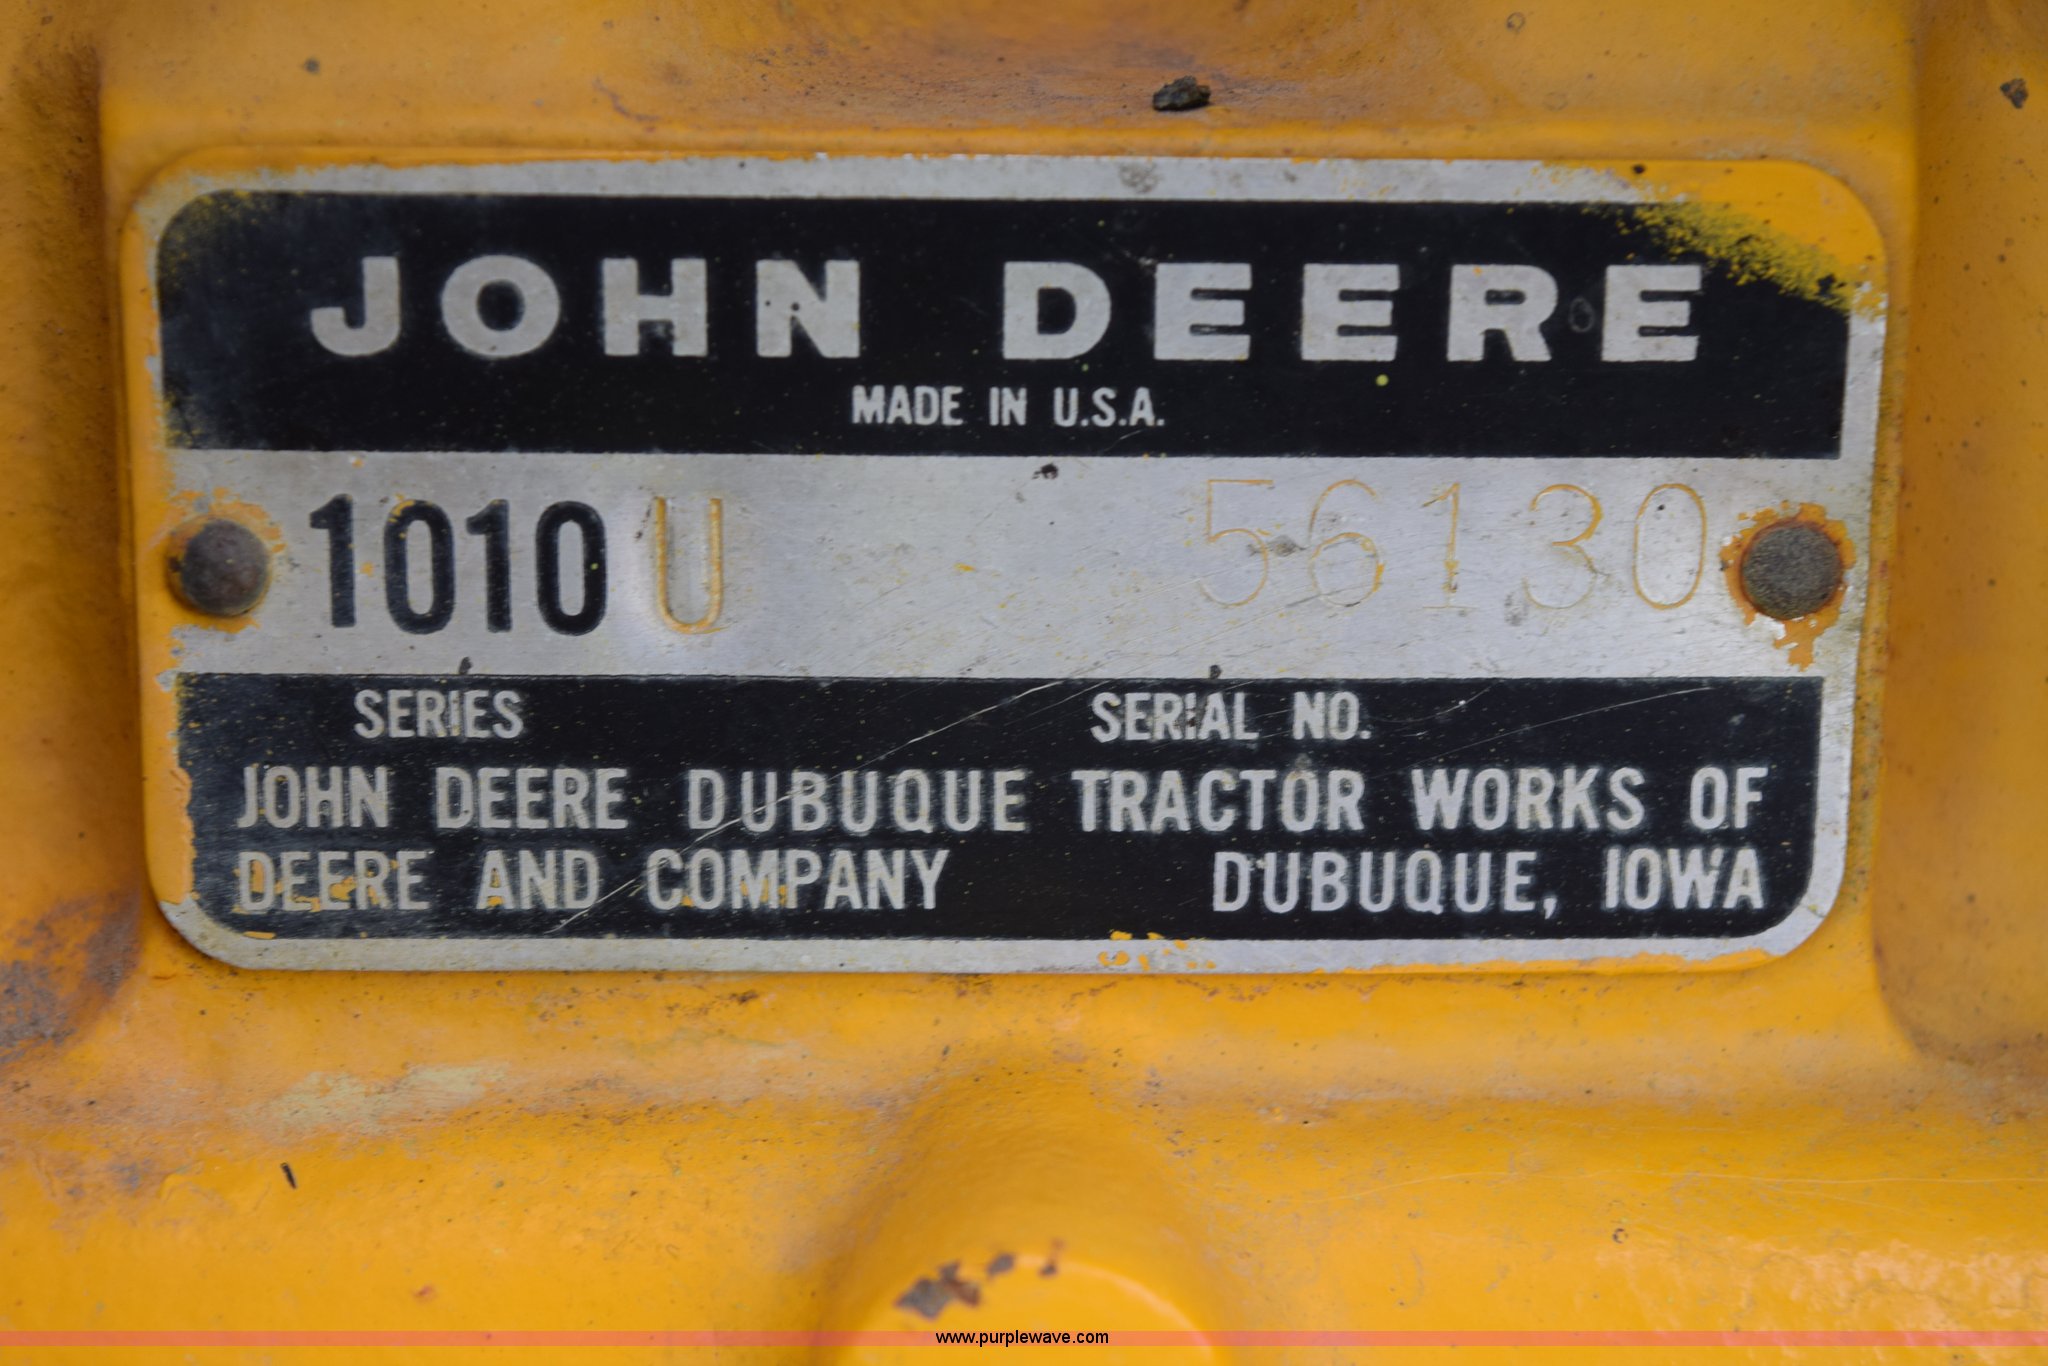 JOHN DEERE
MADE IN U.S.A.
1010 U 56130
SERIES SERIAL NO.
JOHN DEERE DUBUQUE TRACTOR WORKS OF
DEERE AND COMPANY DUBUQUE, IOWA
www.purplewave.com